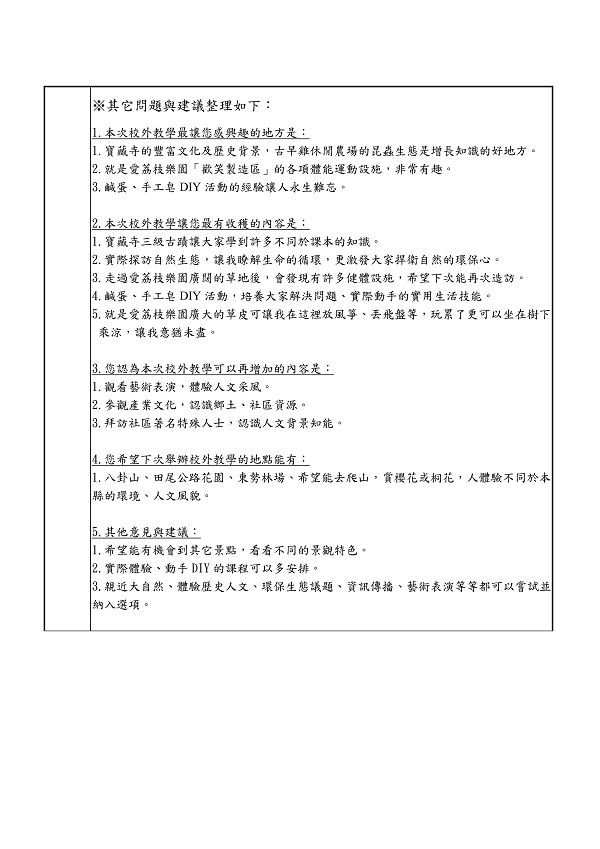 ※其它問題與建議整理如下：
1.本次校外教學最讓您感興趣的地方是：
1.寶藏寺的豐富文化及歷史背景，古早雞休閒農場的昆蟲生態是增長知識的好地方。
2.就是愛荔枝樂園「歡笑製造區」的各項體能運動設施，非常有趣。
3.鹹蛋、手工皂 DIY 活動的經驗讓人永生難忘。
2.本次校外教學讓您最有收穫的內容是：
1.寶藏寺三級古蹟讓大家學到許多不同於課本的知識。
2.實際探訪自然生態，讓我瞭解生命的循環，更激發大家捍衛自然的環保心。
3.走過愛荔枝樂園廣闊的草地後，會發現有許多健體設施，希望下次能再次造訪。
4.鹹蛋、手工皂 DIY 活動，培養大家解決問題、實際動手的實用生活技能。
5.就是愛荔枝樂園廣大的草皮可讓我在這裡放風箏、丟飛盤等，玩累了更可以坐在樹下
乘涼，讓我意猶未盡。
3.您認為本次校外教學可以再增加的內容是：
1.觀看藝術表演，體驗人文采風。
2.參觀產業文化，認識鄉土、社區資源。
3.拜訪社區著名特殊人士，認識人文背景知能。
4.您希望下次舉辦校外教學的地點能有：
1.八卦山、田尾公路花園、東勢林場、希望能去爬山，賞櫻花或桐花，人體驗不同於本
縣的環境、人文風貌。
5.其他意見與建議：
1.希望能有機會到其它景點，看看不同的景觀特色。
2.實際體驗、動手 DIY 的課程可以多安排。
3.親近大自然、體驗歷史人文、環保生態議題、資訊傳播、藝術表演等等都可以嘗試並
納入選項。